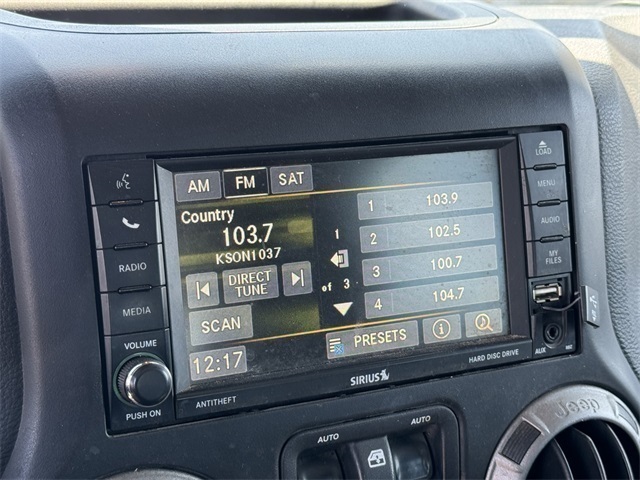 AM FM SAT
Country
103.7
KSON1037
DIRECT
TUNE
SCAN
12:17
1
of 3
1 103.9
2 102.5
3 100.7
4 104.7
PRESETS
RADIO
MEDIA
VOLUME
PUSH ON
ANTITHEFT
SIRIUS
HARD DISC DRIVE
LOAD
MENU
AUDIO
MY
FILES
AUX
AUTO
AUTO
Jeep